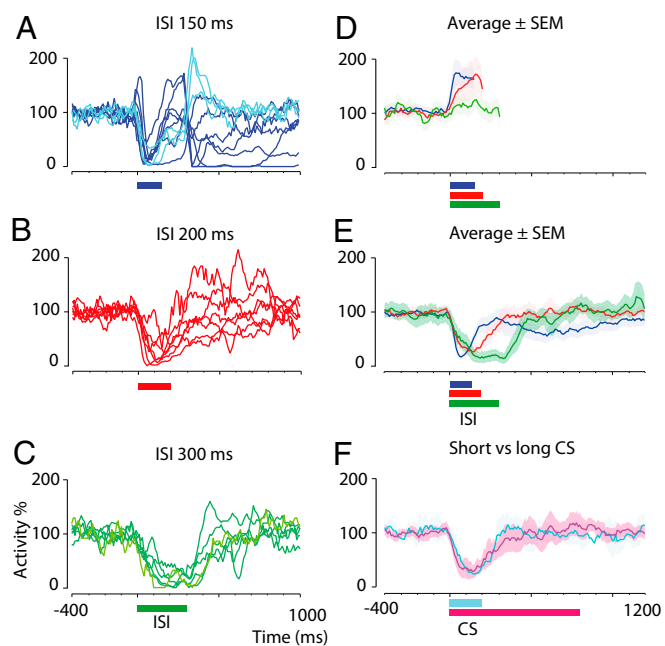 A
ISI 150 ms
200
100
0
D
Average ± SEM
200
100
0
B
ISI 200 ms
200
100
0
E
Average ± SEM
200
100
0
ISI
C
ISI 300 ms
200
100
0
Activity %
-400
1000
ISI
Time (ms)
F
Short vs long CS
200
100
0
-400
1200
CS